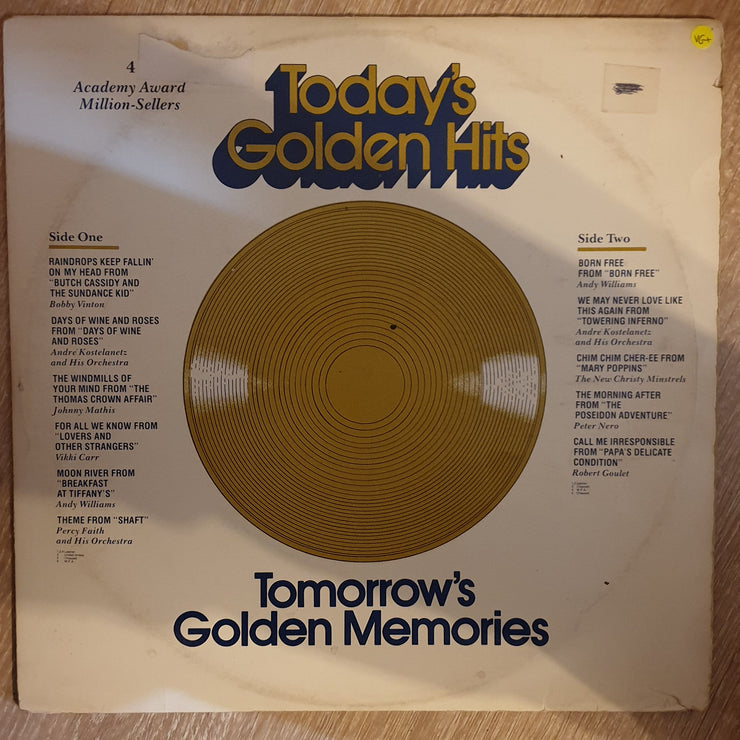 VG+
4
Academy Award
Million-Sellers
Today's
Golden Hits
Side One
RAINDROPS KEEP FALLIN'
ON MY HEAD FROM
"BUTCH CASSIDY AND
THE SUNDANCE KID"
Bobby Vinton
DAYS OF WINE AND ROSES
FROM "DAYS OF WINE
AND ROSES"
Andre Kostelanetz
and His Orchestra
THE WINDMILLS OF
YOUR MIND FROM "THE
THOMAS CROWN AFFAIR"
Johnny Mathis
FOR ALL WE KNOW FROM
"LOVERS AND
OTHER STRANGERS"
Vikki Carr
MOON RIVER FROM
"BREAKFAST
AT TIFFANY'S"
Andy Williams
THEME FROM "SHAFT"
Percy Faith
and His Orchestra
Side Two
BORN FREE
FROM "BORN FREE"
Andy Williams
WE MAY NEVER LOVE LIKE
THIS AGAIN FROM
"TOWERING INFERNO"
Andre Kostelanetz
and His Orchestra
CHIM CHIM CHER-EE FROM
"MARY POPPINS"
The New Christy Minstrels
THE MORNING AFTER
FROM "THE
POSEIDON ADVENTURE"
Peter Nero
CALL ME IRRESPONSIBLE
FROM "PAPA'S DELICATE
CONDITION"
Robert Goulet
Tomorrow's
Golden Memories